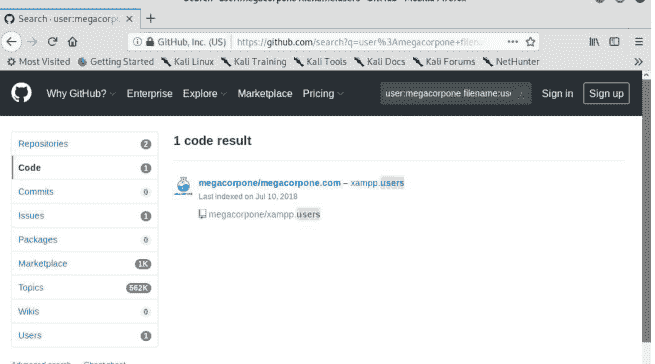 Search · user:megacorpone
GitHub, Inc. (US)
https://github.com/search?q=user%3Amegacorpone+filen
Most Visited
Getting Started
Kali Linux
Kali Training
Kali Tools
Kali Docs
Kali Forums
NetHunter
Why GitHub?
Enterprise
Explore
Marketplace
Pricing
user:megacorpone filename:use
Sign in
Sign up
Repositories 2
Code 1
Commits 0
Issues 1
Packages 0
Marketplace 1K
Topics 562K
Wikis 0
Users 1
1 code result
megacorpone/megacorpone.com – xampp.users
Last indexed on Jul 10, 2018
megacorpone/xampp.users